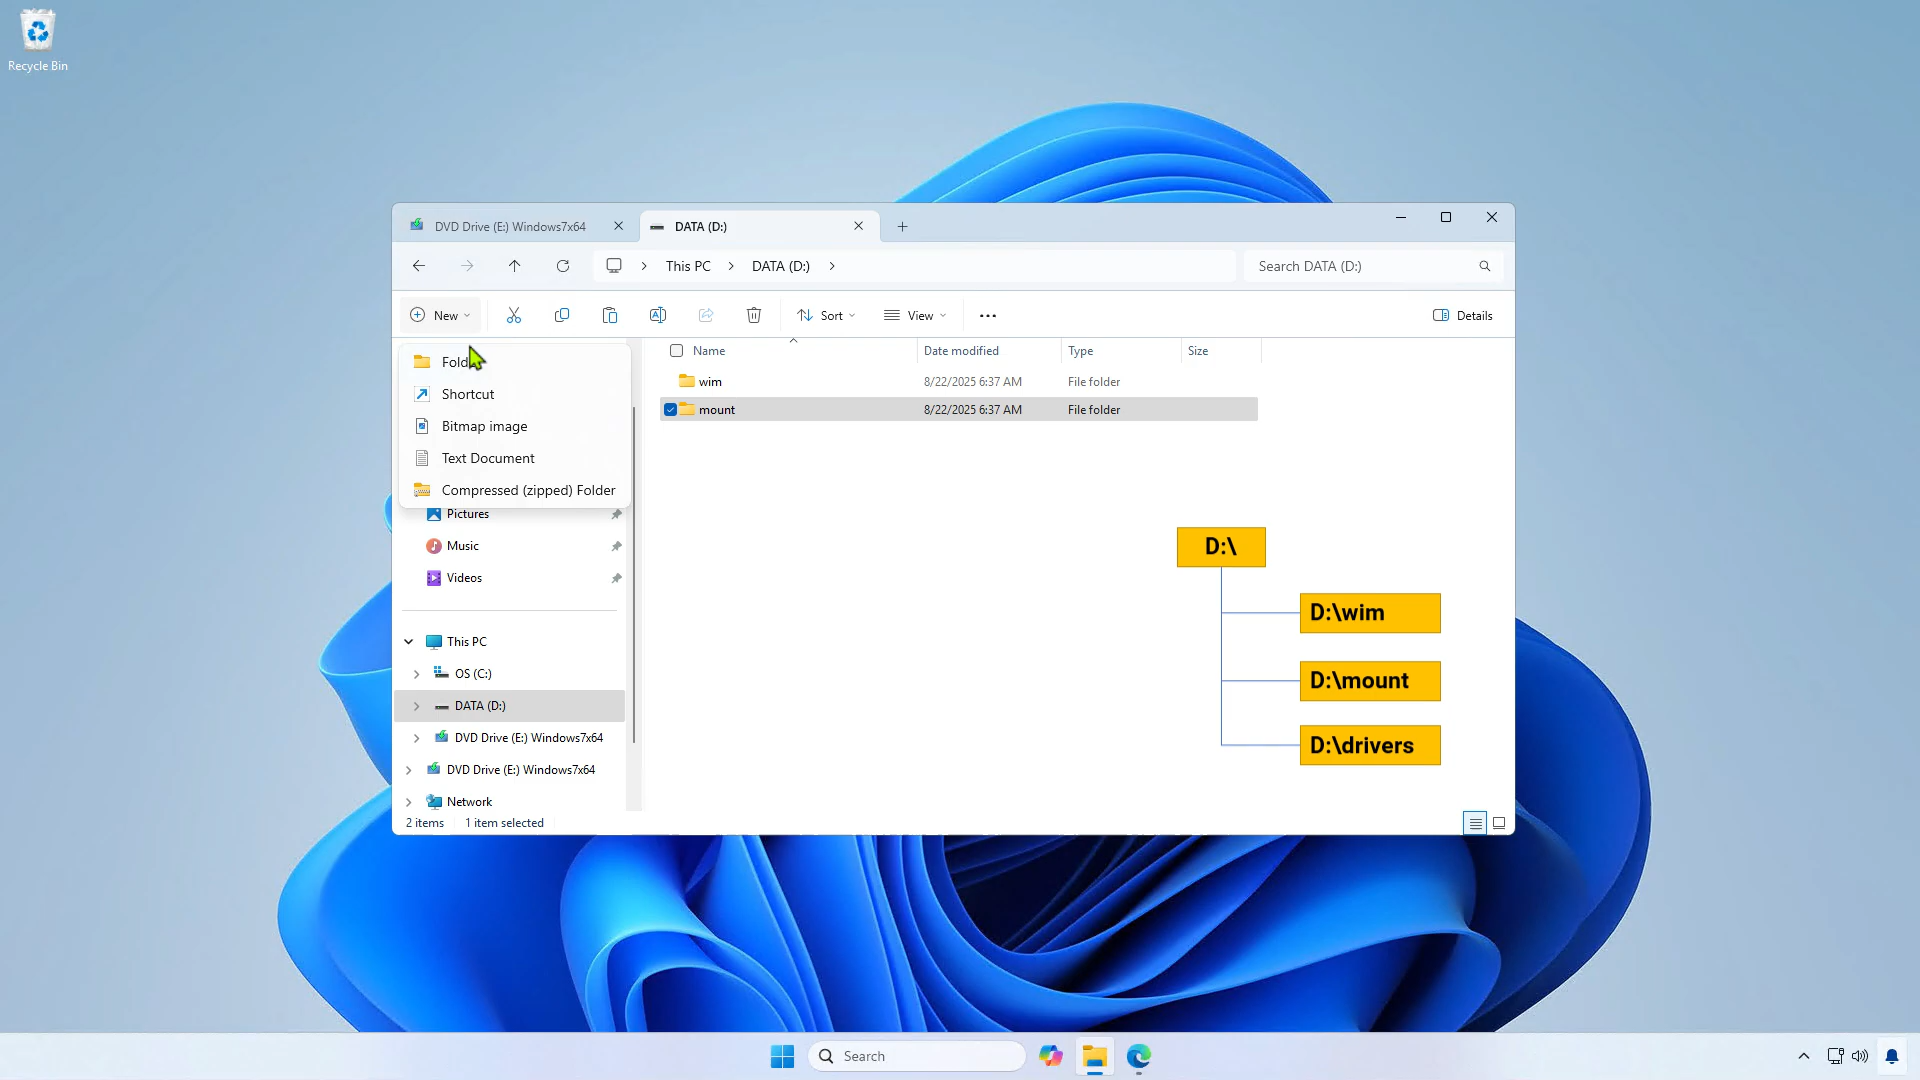 Recycle Bin
DVD Drive (E:) Windows7x64
DATA (D:)
This PC
DATA (D:)
Search DATA (D:)
New
Sort
View
Details
Name
Date modified
Type
Size
wim
8/22/2025 6:37 AM
File folder
mount
8/22/2025 6:37 AM
File folder
Shortcut
Bitmap image
Text Document
Compressed (zipped) Folder
Pictures
Music
Videos
This PC
OS (C:)
DATA (D:)
DVD Drive (E:) Windows7x64
DVD Drive (E:) Windows7x64
Network
D:\
D:\wim
D:\mount
D:\drivers
2 items
1 item selected
Search